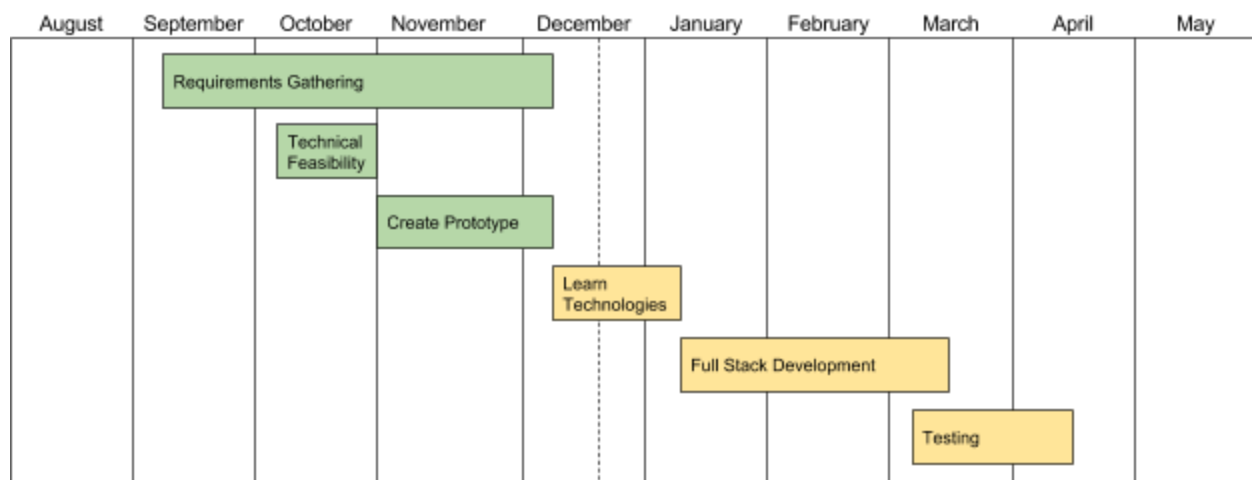 August September October November December January February March April May
Requirements Gathering
Technical
Feasibility
Create Prototype
Learn
Technologies
Full Stack Development
Testing